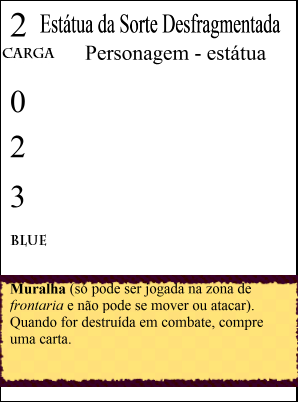 2 Estátua da Sorte Desfragmentada
CARGA Personagem - estátua
0
2
3
BLUE
Muralha (só pode ser jogada na zona de
frontaria e não pode se mover ou atacar).
Quando for destruída em combate, compre
uma carta.